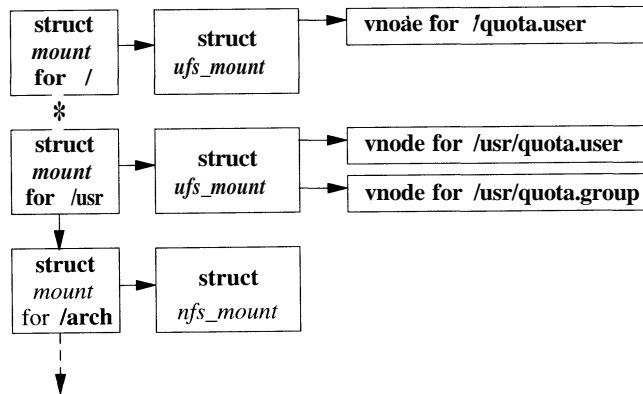 struct
mount
for /
struct
ufs_mount
vnoae for /quota.user
*
struct
mount
for /usr
struct
ufs_mount
vnode for /usr/quota.user
vnode for /usr/quota.group
struct
mount
for /arch
struct
nfs_mount